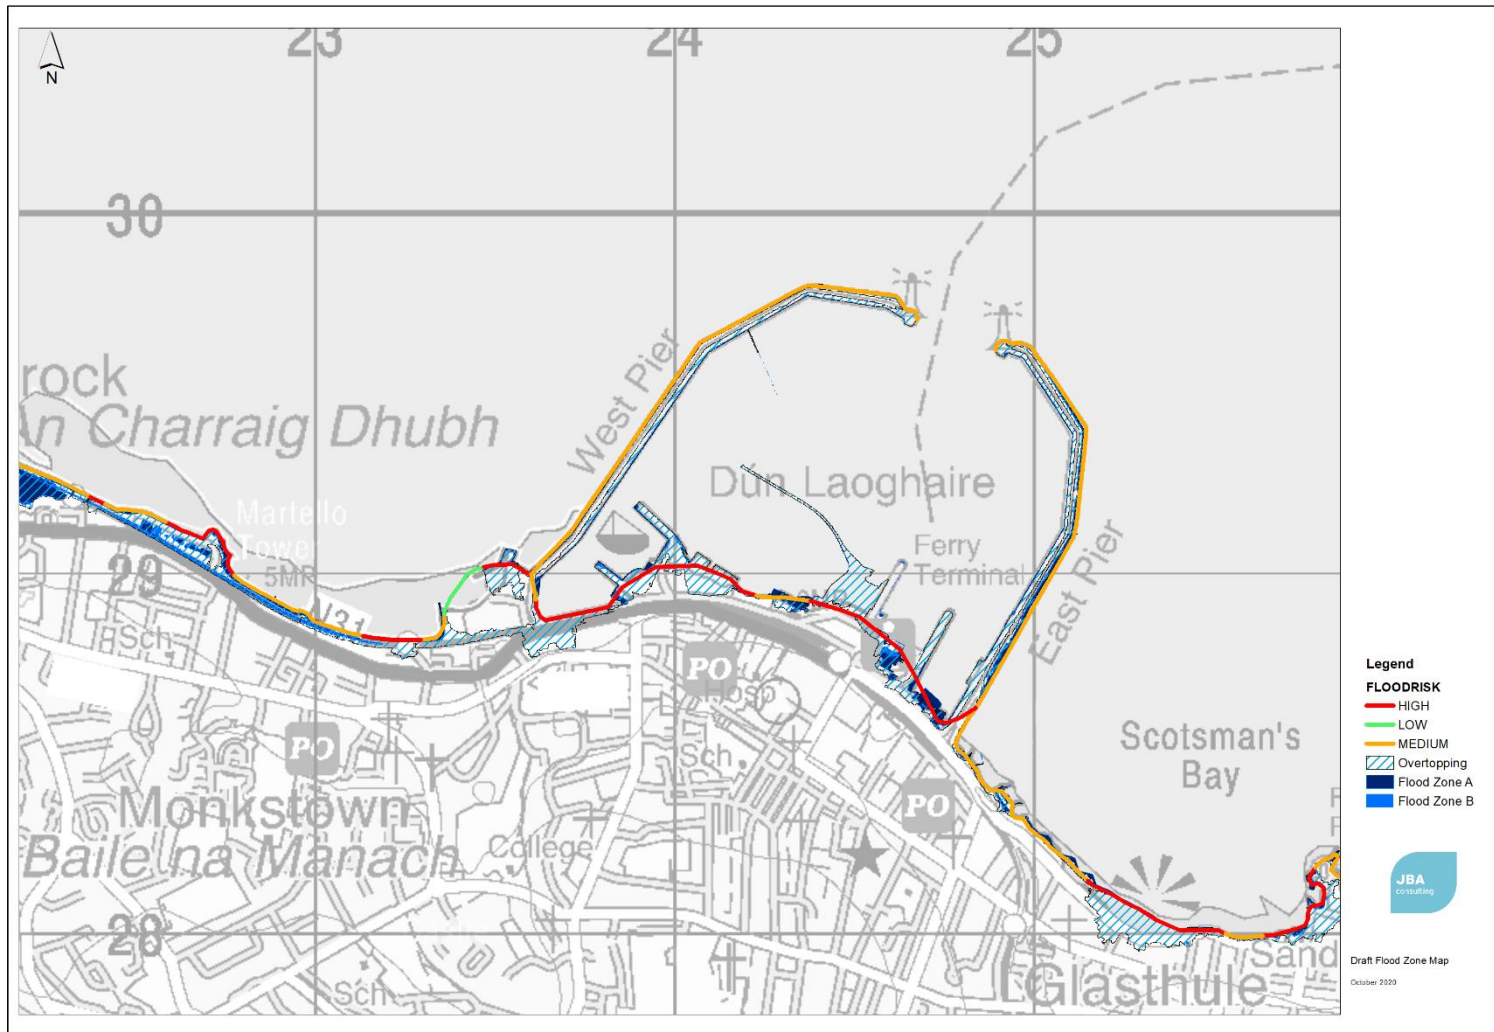 23
24
25
N
30
rock
An Charraig Dhubh
West Pier
Dún Laoghaire
Martello
Tower
5MR
29
Ferry
Terminal
East Pier
N31
Sch.
PO
Hosp
Sch.
PO
Scotsman's
Bay
PO
Monkstown
Baile na Manach
College
28
Sch.
Glasthule
Sand
Legend
FLOODRISK
HIGH
LOW
MEDIUM
Overtopping
Flood Zone A
Flood Zone B
JBA
consulting
Draft Flood Zone Map
October 2020